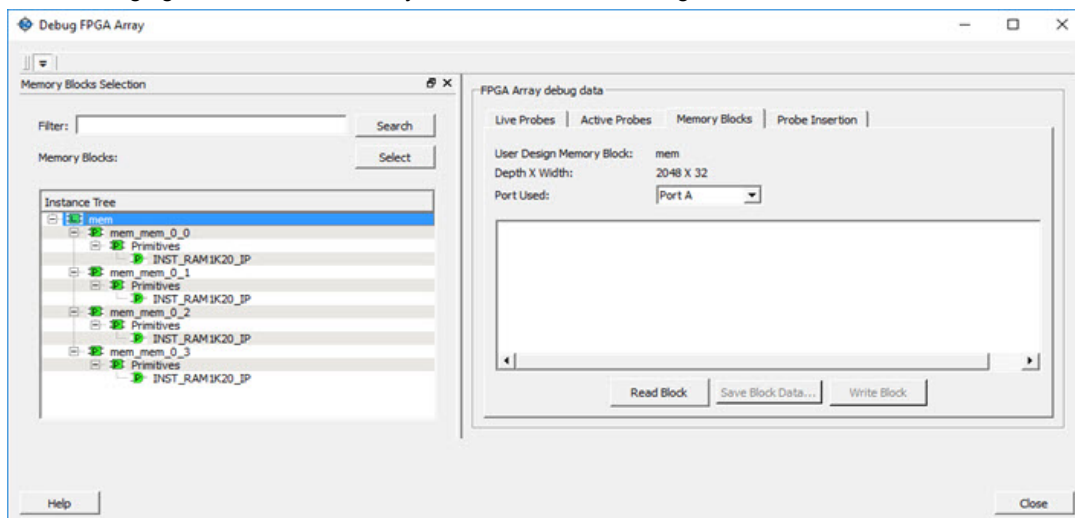 Debug FPGA Array
Memory Blocks Selection
Filter:
Search
Memory Blocks:
Select
Instance Tree
mem
mem_mem_0_0
Primitives
INST_RAM1K20_IP
mem_mem_0_1
Primitives
INST_RAM1K20_IP
mem_mem_0_2
Primitives
INST_RAM1K20_IP
mem_mem_0_3
Primitives
INST_RAM1K20_IP
FPGA Array debug data
Live Probes Active Probes Memory Blocks Probe Insertion
User Design Memory Block: mem
Depth X Width: 2048 X 32
Port Used: Port A
Read Block Save Block Data... Write Block
Help Close